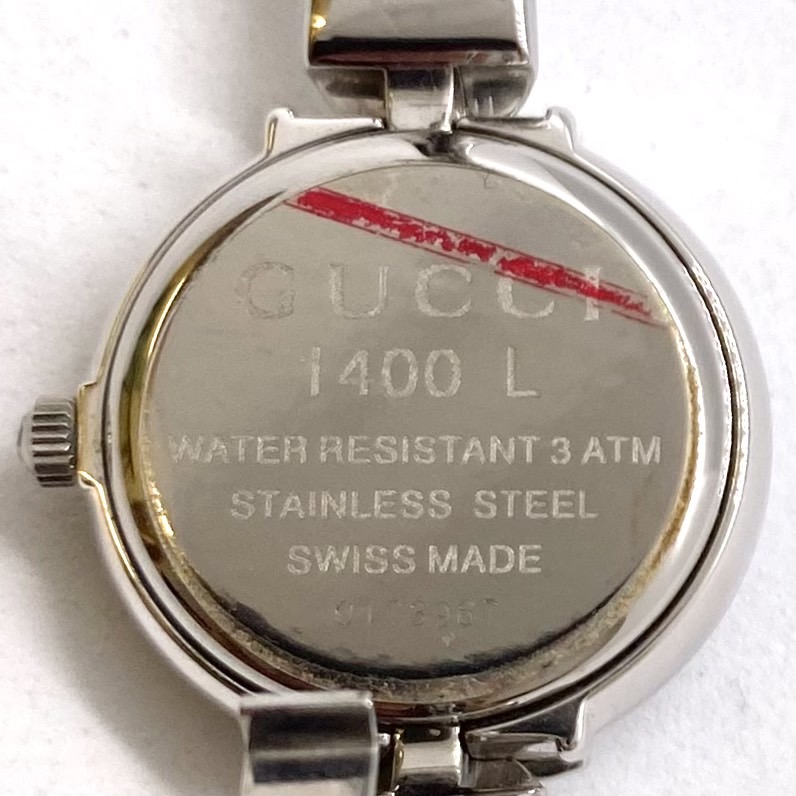 GUCCI
1400 L
WATER RESISTANT 3 ATM
STAINLESS STEEL
SWISS MADE